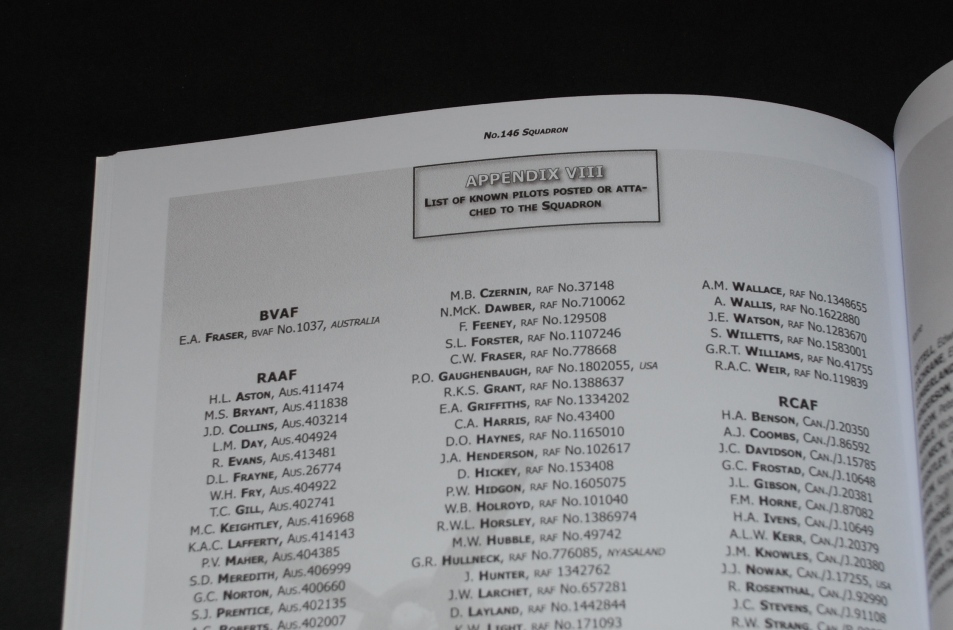 No.146 Squadron
APPENDIX VIII
List of known pilots posted or atta-
ched to the Squadron
BVAF
E.A. Fraser, BVAF No.1037, Australia
RAAF
H.L. Aston, Aus.411474
M.S. Bryant, Aus.411838
J.D. Collins, Aus.403214
L.M. Day, Aus.404924
R. Evans, Aus.413481
D.L. Frayne, Aus.26774
W.H. Fry, Aus.404922
T.C. Gill, Aus.402741
M.C. Keightley, Aus.416968
K.A.C. Lafferty, Aus.414143
P.V. Maher, Aus.404385
S.D. Meredith, Aus.406999
G.C. Norton, Aus.400660
S.J. Prentice, Aus.402135
Roberts, Aus.402007
M.B. Czernin, RAF No.37148
N.McK. Dawber, RAF No.710062
F. Feeney, RAF No.129508
S.L. Forster, RAF No.1107246
C.W. Fraser, RAF No.778668
P.O. Gaughenbaugh, RAF No.1802055, USA
R.K.S. Grant, RAF No.1388637
E.A. Griffiths, RAF No.1334202
C.A. Harris, RAF No.43400
D.O. Haynes, RAF No.1165010
J.A. Henderson, RAF No.102617
D. Hickey, RAF No.153408
P.W. Hidgon, RAF No.1605075
W.B. Holroyd, RAF No.101040
R.W.L. Horsley, RAF No.1386974
M.W. Hubble, RAF No.49742
G.R. Hullneck, RAF No.776085, Nyasaland
J. Hunter, RAF 1342762
J.W. Larchet, RAF No.657281
D. Layland, RAF No.1442844
K.W. Light, RAF No.171093
A.M. Wallace, RAF No.1348655
A. Wallis, RAF No.1622880
J.E. Watson, RAF No.1283670
S. Willetts, RAF No.1583001
G.R.T. Williams, RAF No.41755
R.A.C. Weir, RAF No.119839
RCAF
H.A. Benson, Can./J.20350
A.J. Coombs, Can./J.86592
J.C. Davidson, Can./J.15785
G.C. Frostad, Can./J.10648
J.L. Gibson, Can./J.20381
F.M. Horne, Can./J.87082
H.A. Ivens, Can./J.10649
A.L.W. Kerr, Can./J.20379
J.M. Knowles, Can./J.20380
J.J. Nowak, Can./J.17255, USA
R. Rosenthal, Can./J.92990
J.C. Stevens, Can./J.91108
R.W. Strang,